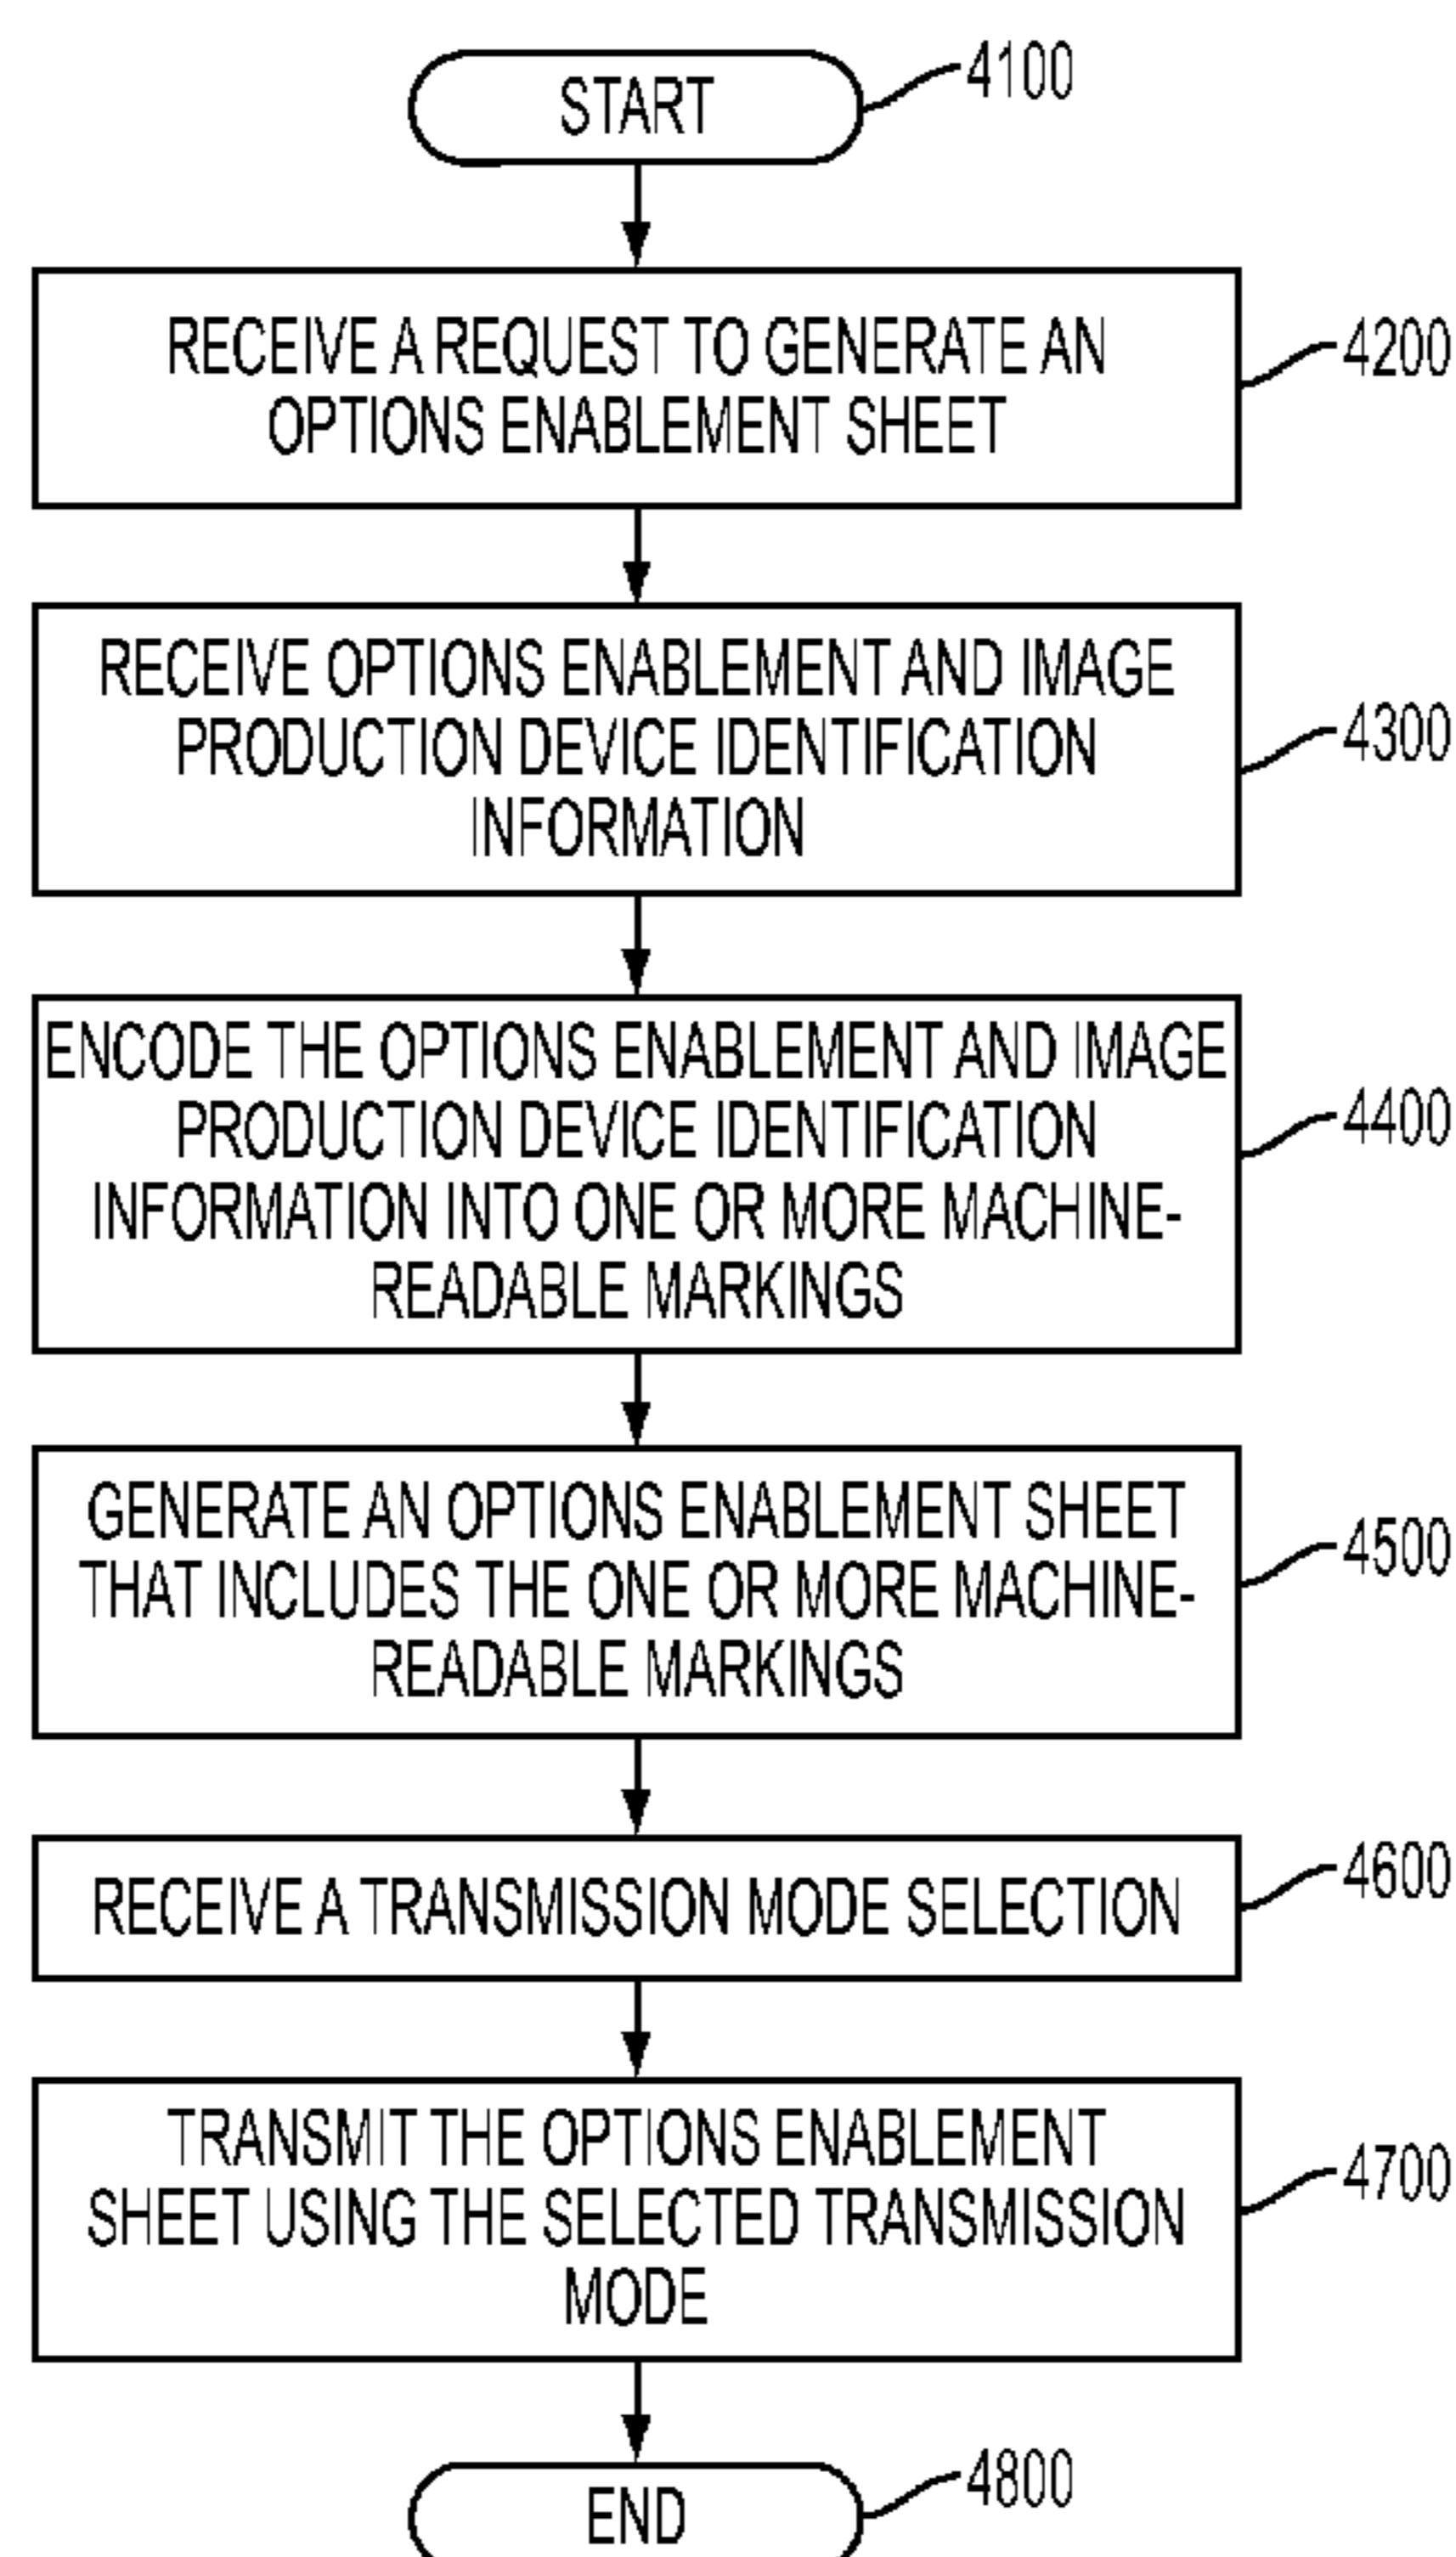 START
4100
RECEIVE A REQUEST TO GENERATE AN
OPTIONS ENABLEMENT SHEET
4200
RECEIVE OPTIONS ENABLEMENT AND IMAGE
PRODUCTION DEVICE IDENTIFICATION
INFORMATION
4300
ENCODE THE OPTIONS ENABLEMENT AND IMAGE
PRODUCTION DEVICE IDENTIFICATION
INFORMATION INTO ONE OR MORE MACHINE-
READABLE MARKINGS
4400
GENERATE AN OPTIONS ENABLEMENT SHEET
THAT INCLUDES THE ONE OR MORE MACHINE-
READABLE MARKINGS
4500
RECEIVE A TRANSMISSION MODE SELECTION
4600
TRANSMIT THE OPTIONS ENABLEMENT
SHEET USING THE SELECTED TRANSMISSION
MODE
4700
END
4800